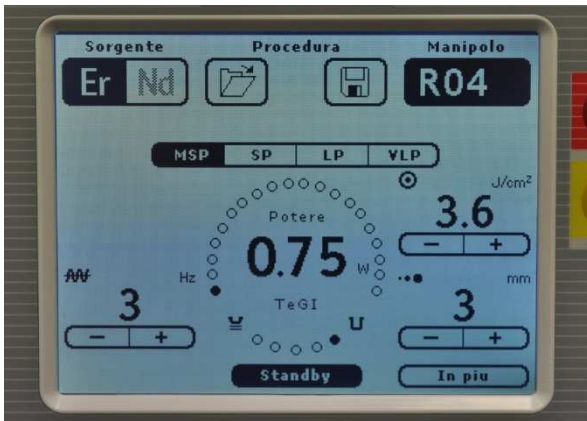 Sorgente Procedura Manipolo
Er Nd R04
MSP SP LP VLP
J/cm²
3.6
Potere
0.75 W
- +
Hz mm
3 TeGI 3
- + - +
Standby In piu